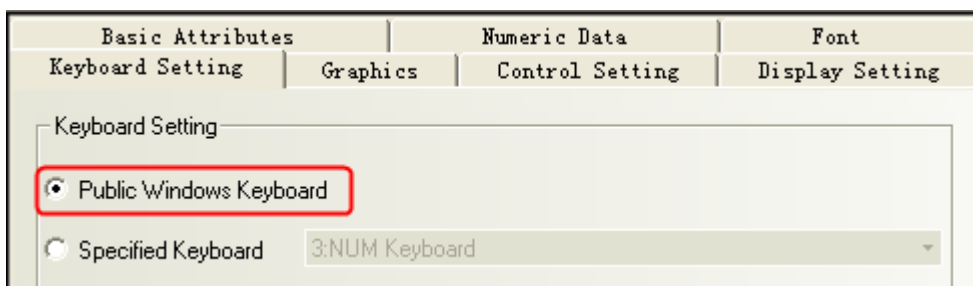 Basic Attributes Numeric Data Font
Keyboard Setting Graphics Control Setting Display Setting
Keyboard Setting
Public Windows Keyboard
Specified Keyboard 3:NUM Keyboard